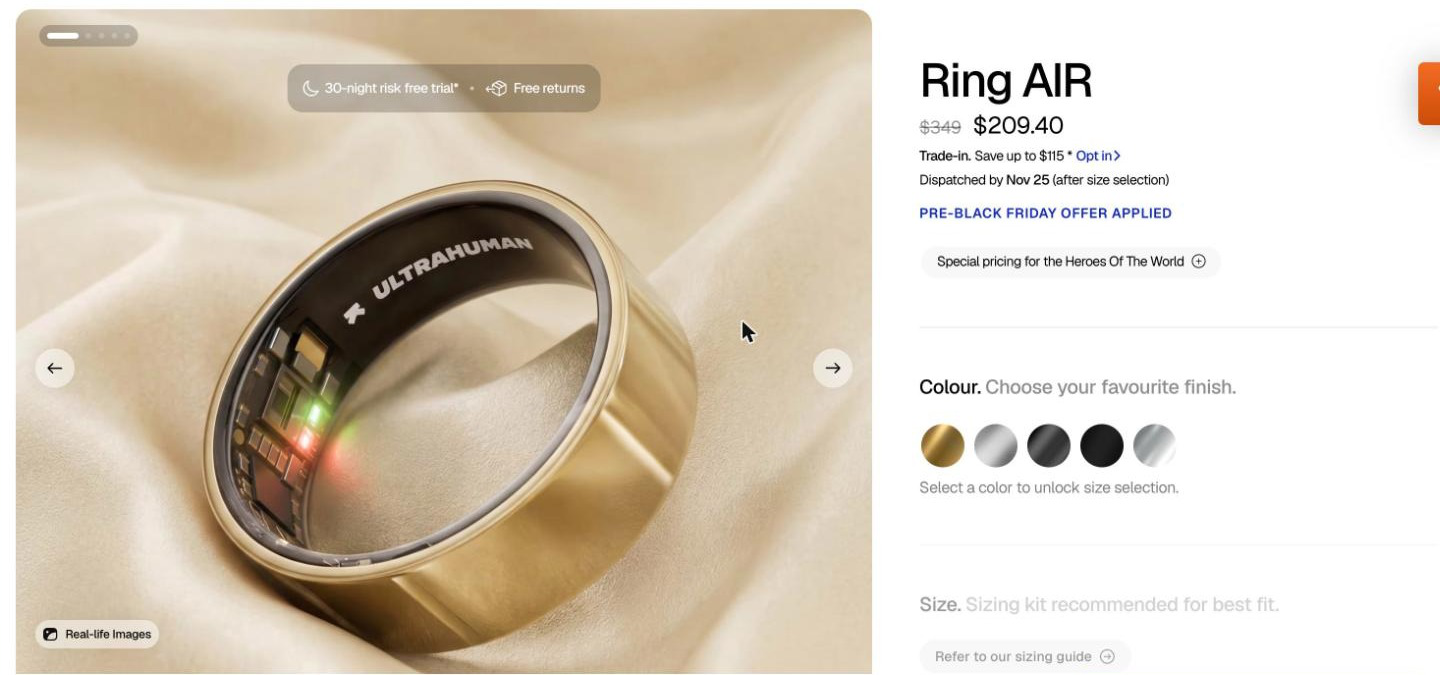 30-night risk free trial* • Free returns
ULTRAHUMAN
Real-life Images
Ring AIR
$349 $209.40
Trade-in. Save up to $115 * Opt in
Dispatched by Nov 25 (after size selection)
PRE-BLACK FRIDAY OFFER APPLIED
Special pricing for the Heroes Of The World
Colour. Choose your favourite finish.
Select a color to unlock size selection.
Size. Sizing kit recommended for best fit.
Refer to our sizing guide